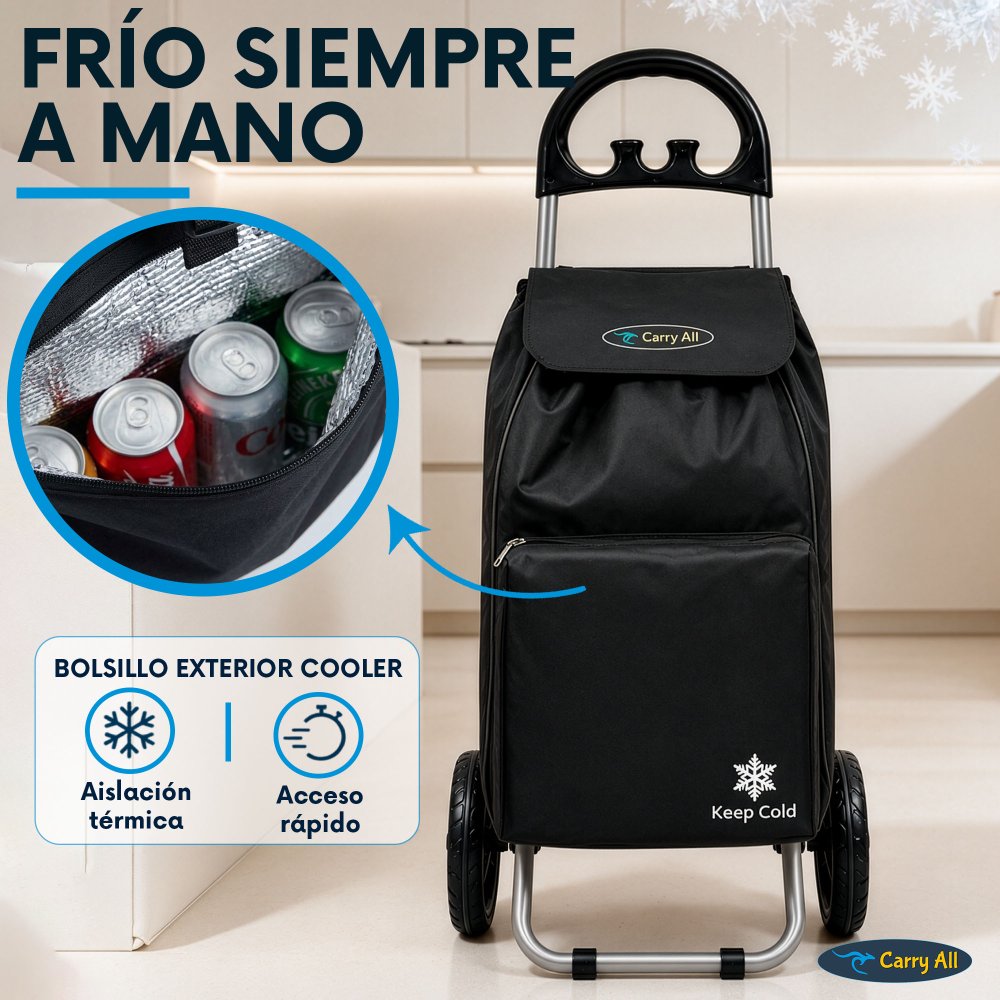 FRÍO SIEMPRE
A MANO
Carry All
BOLSILLO EXTERIOR COOLER
Aislación
térmica
Acceso
rápido
Keep Cold
Carry All